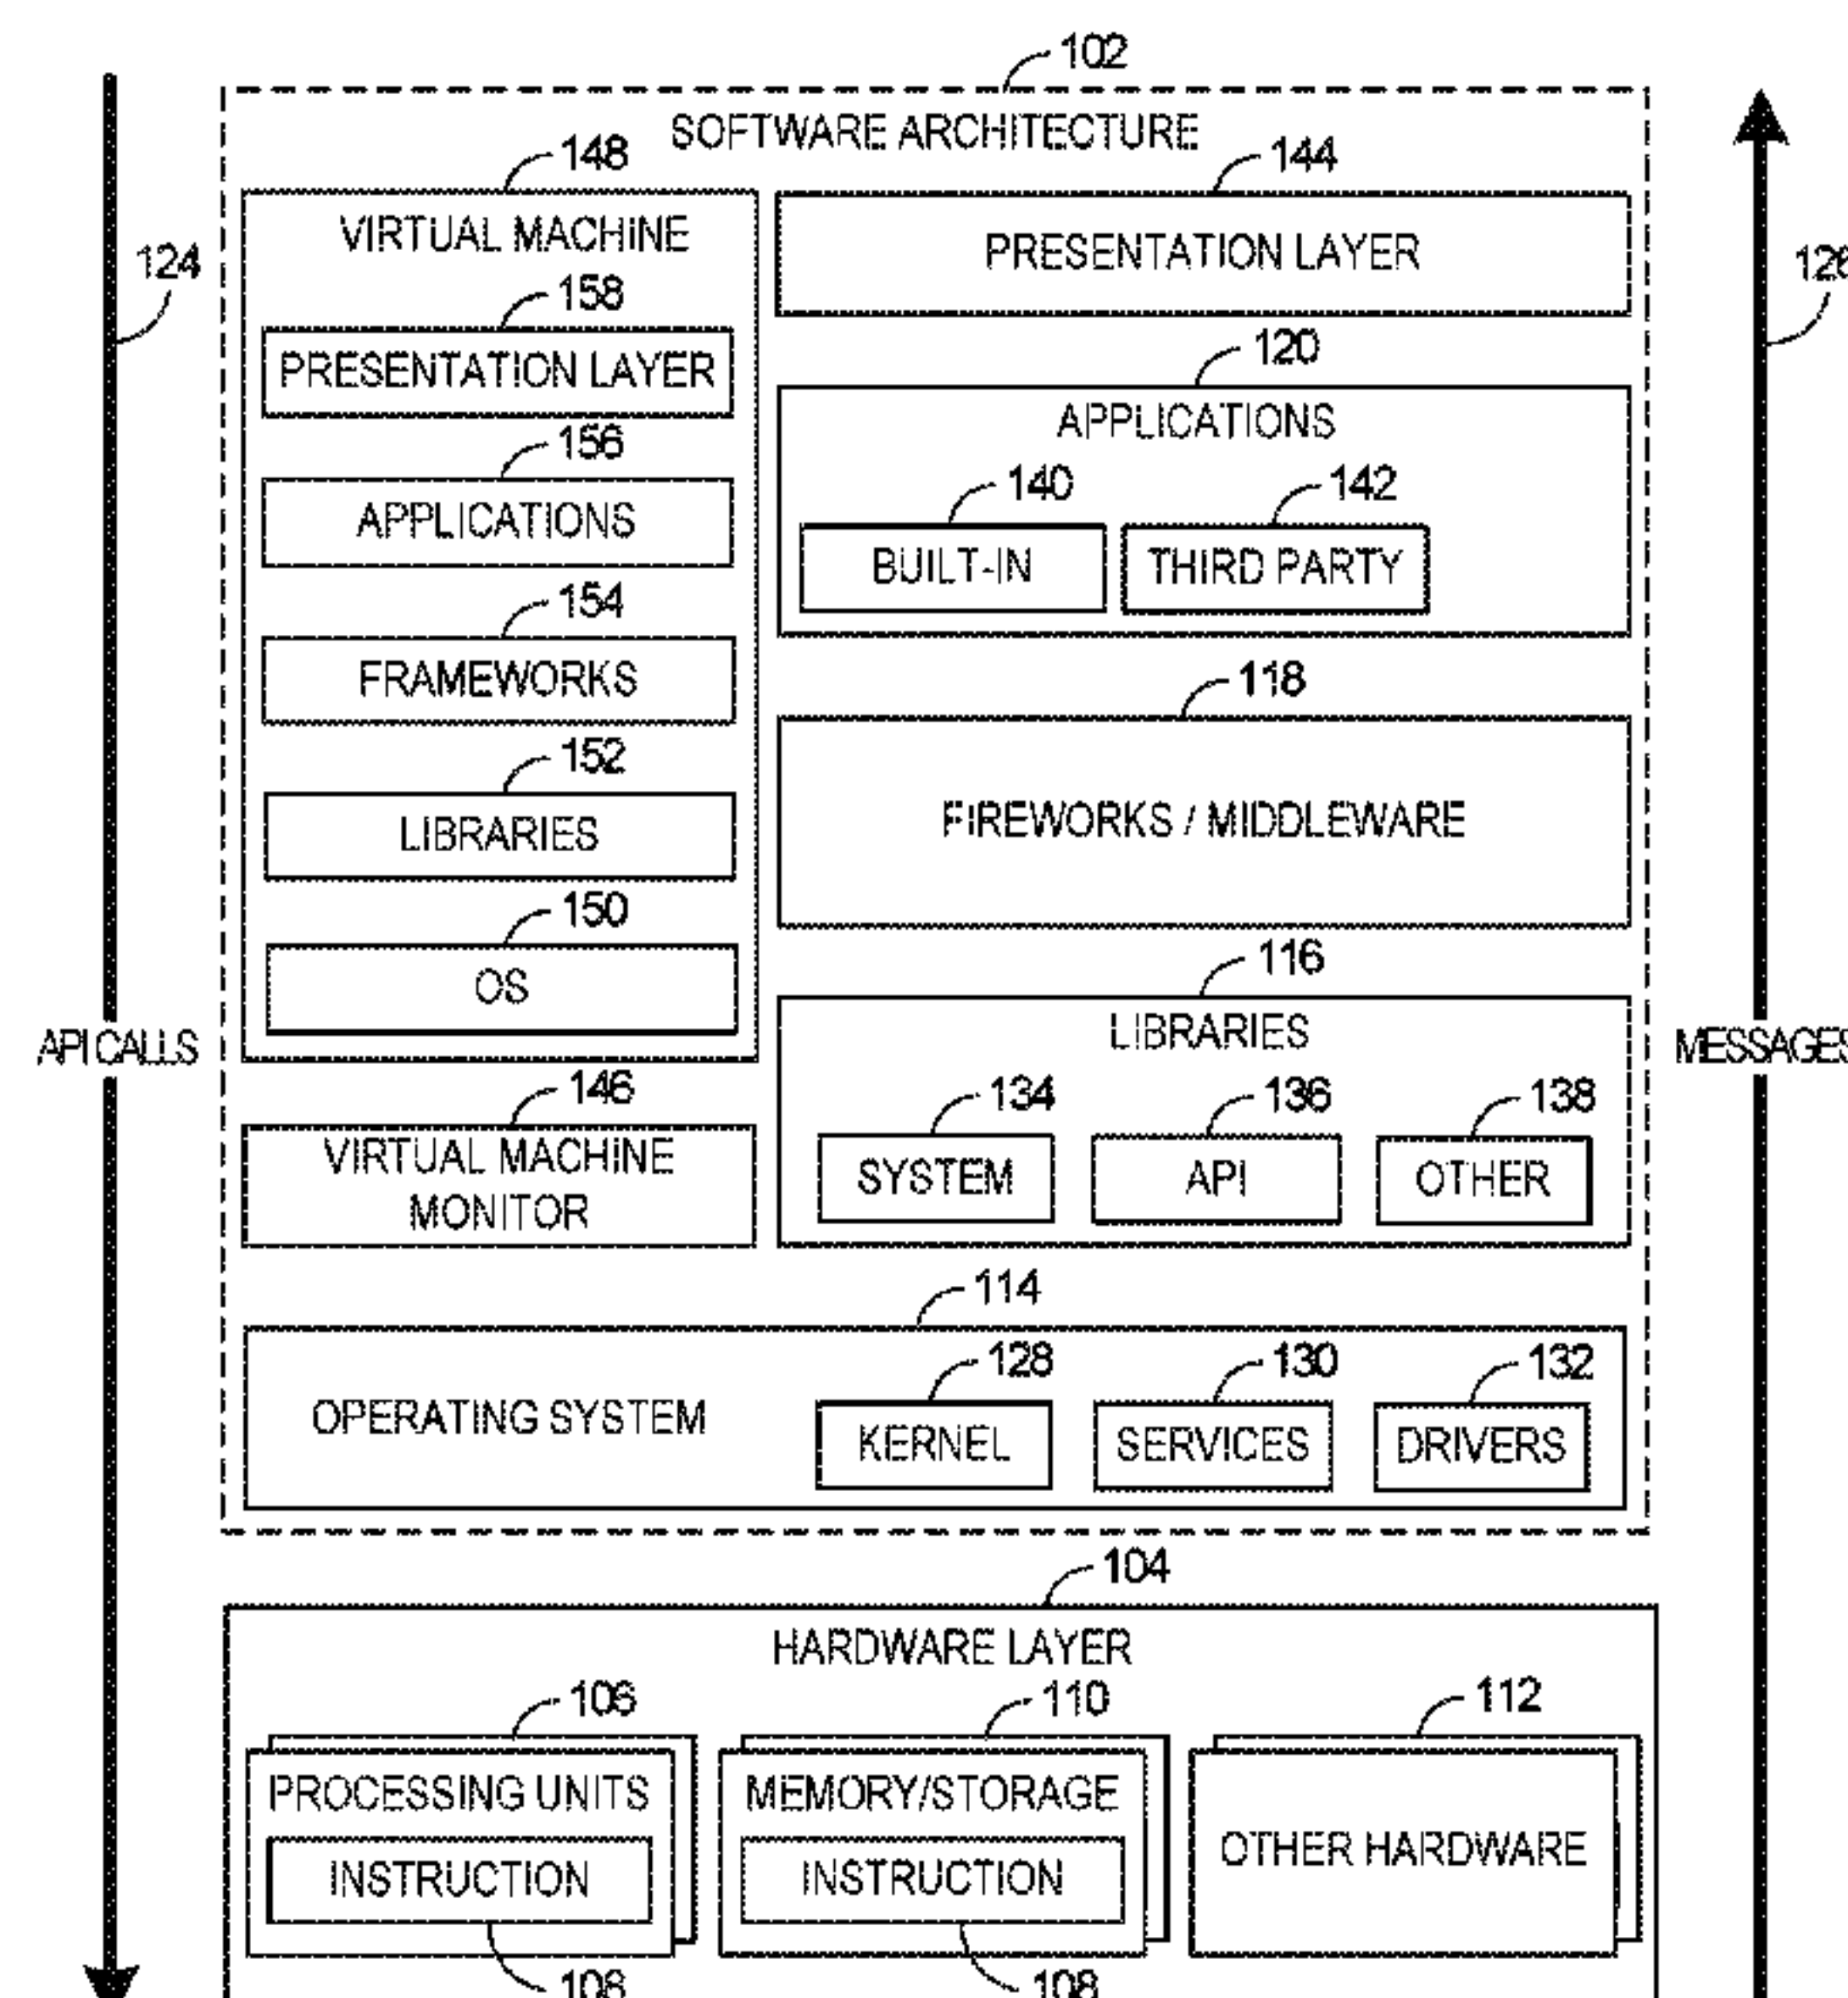 102
SOFTWARE ARCHITECTURE
148
144
VIRTUAL MACHINE
PRESENTATION LAYER
124
126
158
PRESENTATION LAYER
120
APPLICATIONS
156
APPLICATIONS
140
142
BUILT-IN
THIRD PARTY
154
FRAMEWORKS
118
FIREWORKS / MIDDLEWARE
152
LIBRARIES
150
OS
116
LIBRARIES
API CALLS
MESSAGES
146
VIRTUAL MACHINE
MONITOR
134
136
138
SYSTEM
API
OTHER
114
OPERATING SYSTEM
128
130
132
KERNEL
SERVICES
DRIVERS
104
HARDWARE LAYER
106
110
112
PROCESSING UNITS
MEMORY/STORAGE
OTHER HARDWARE
INSTRUCTION
INSTRUCTION
108
108